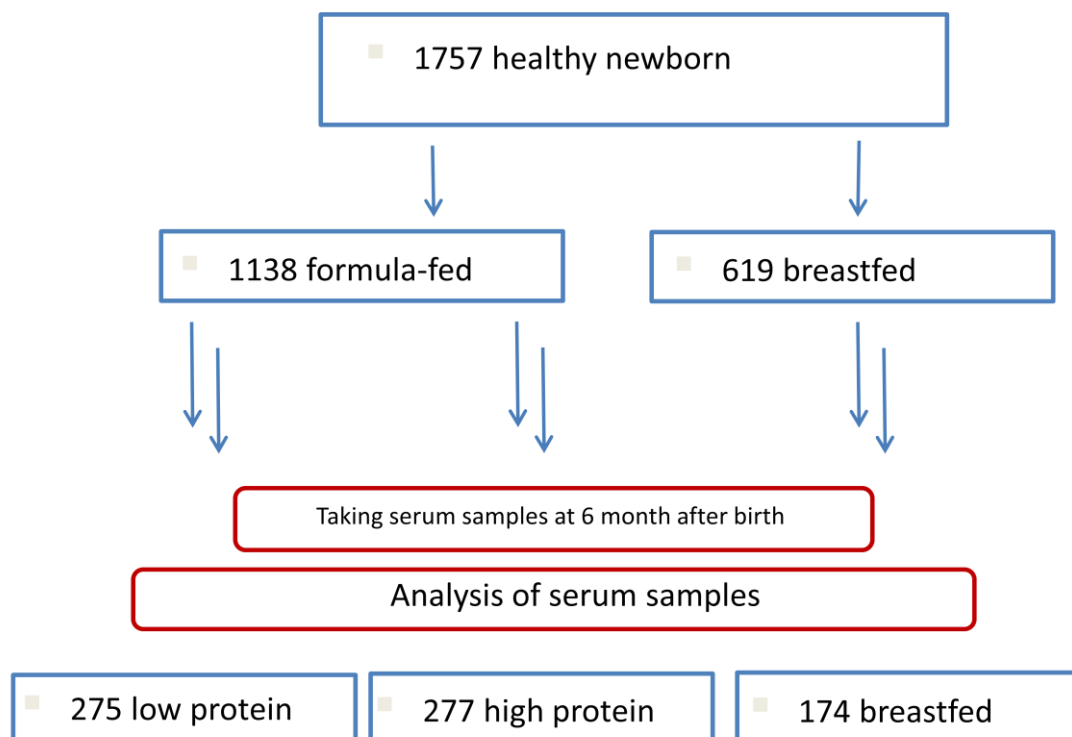 1757 healthy newborn
1138 formula-fed
619 breastfed
Taking serum samples at 6 month after birth
Analysis of serum samples
275 low protein
277 high protein
174 breastfed